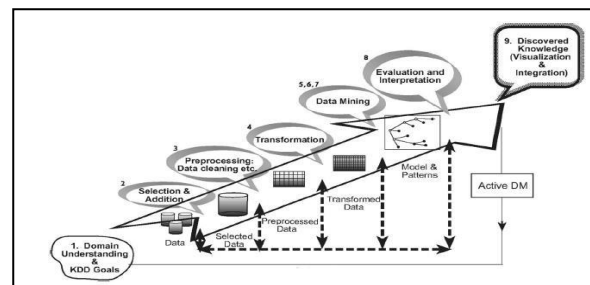 1. Domain
Understanding
&
KDD Goals
2
Selection &
Addition
3
Preprocessing:
Data cleaning etc.
4
Transformation
5,6,7
Data Mining
8
Evaluation and
Interpretation
9. Discovered
Knowledge
(Visualization
&
Integration)
Data
Selected
Data
Preprocessed
Data
Transformed
Data
Model &
Patterns
Active DM